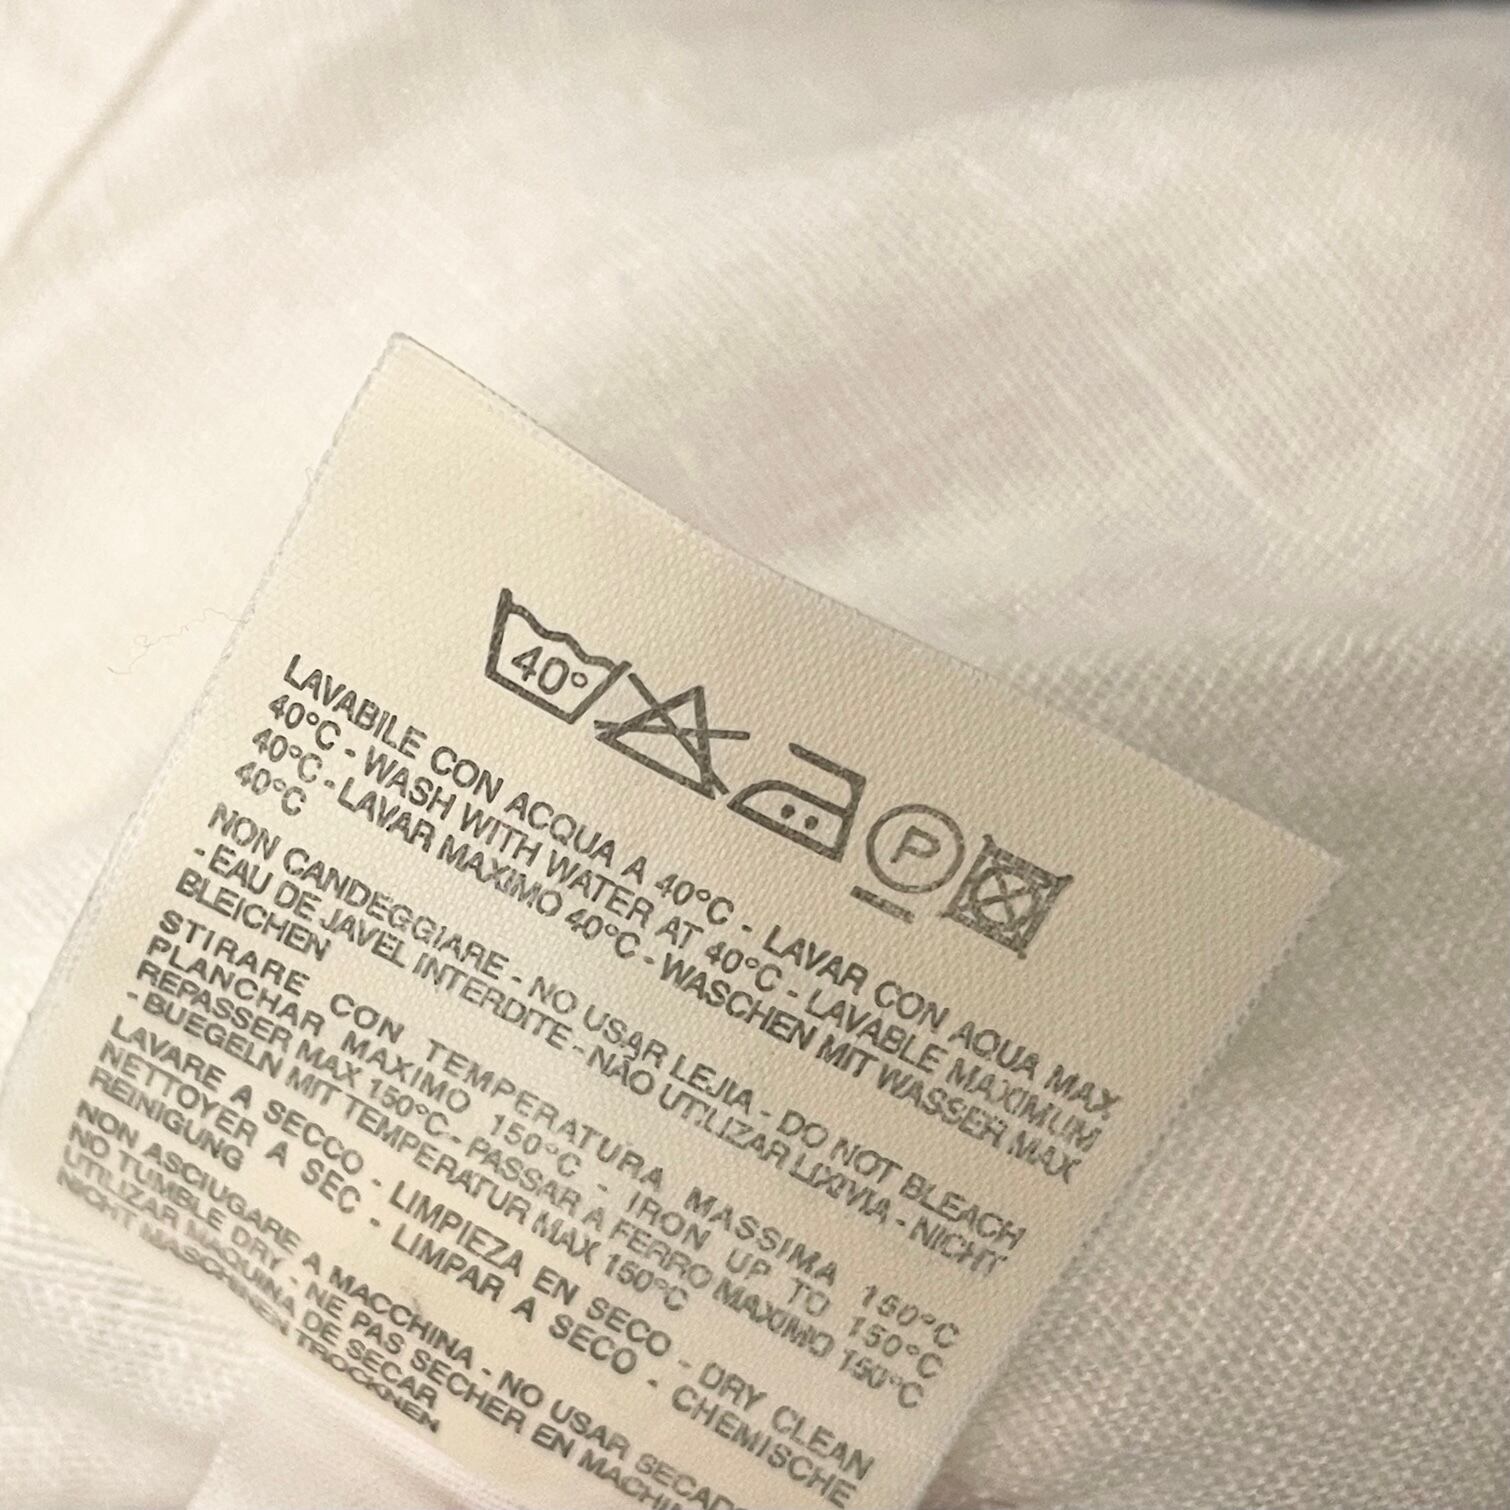 40°
P
LAVABILE CON ACQUA A 40°C - LAVAR CON AQUA MAX
40°C - WASH WITH WATER AT 40°C - LAVABLE MAXIMUM
40°C - LAVAR MAXIMO 40°C - WASCHEN MIT WASSER MAX
40°C
NON CANDEGGIARE - NO USAR LEJIA - DO NOT BLEACH
- EAU DE JAVEL INTERDITE - NÃO UTILIZAR LIXIVIA - NICHT
BLEICHEN
STIRARE CON TEMPERATURA MASSIMA 150°C
PLANCHAR MAXIMO 150°C - IRON UP TO 150°C
REPASSER MAX 150°C - PASSAR A FERRO MAXIMO 150°C
- BUEGELN MIT TEMPERATUR MAX 150°C
LAVARE A SECCO - LIMPIEZA EN SECO - DRY CLEAN
NETTOYER A SEC - LIMPAR A SECO - CHEMISCHE
REINIGUNG
NON ASCIUGARE A MACCHINA - NO USAR
NO TUMBLE DRY - NE PAS SECHER EN
UTILIZAR MAQUINA DE SECAR
NICHT MASCHINEN TROCKNEN